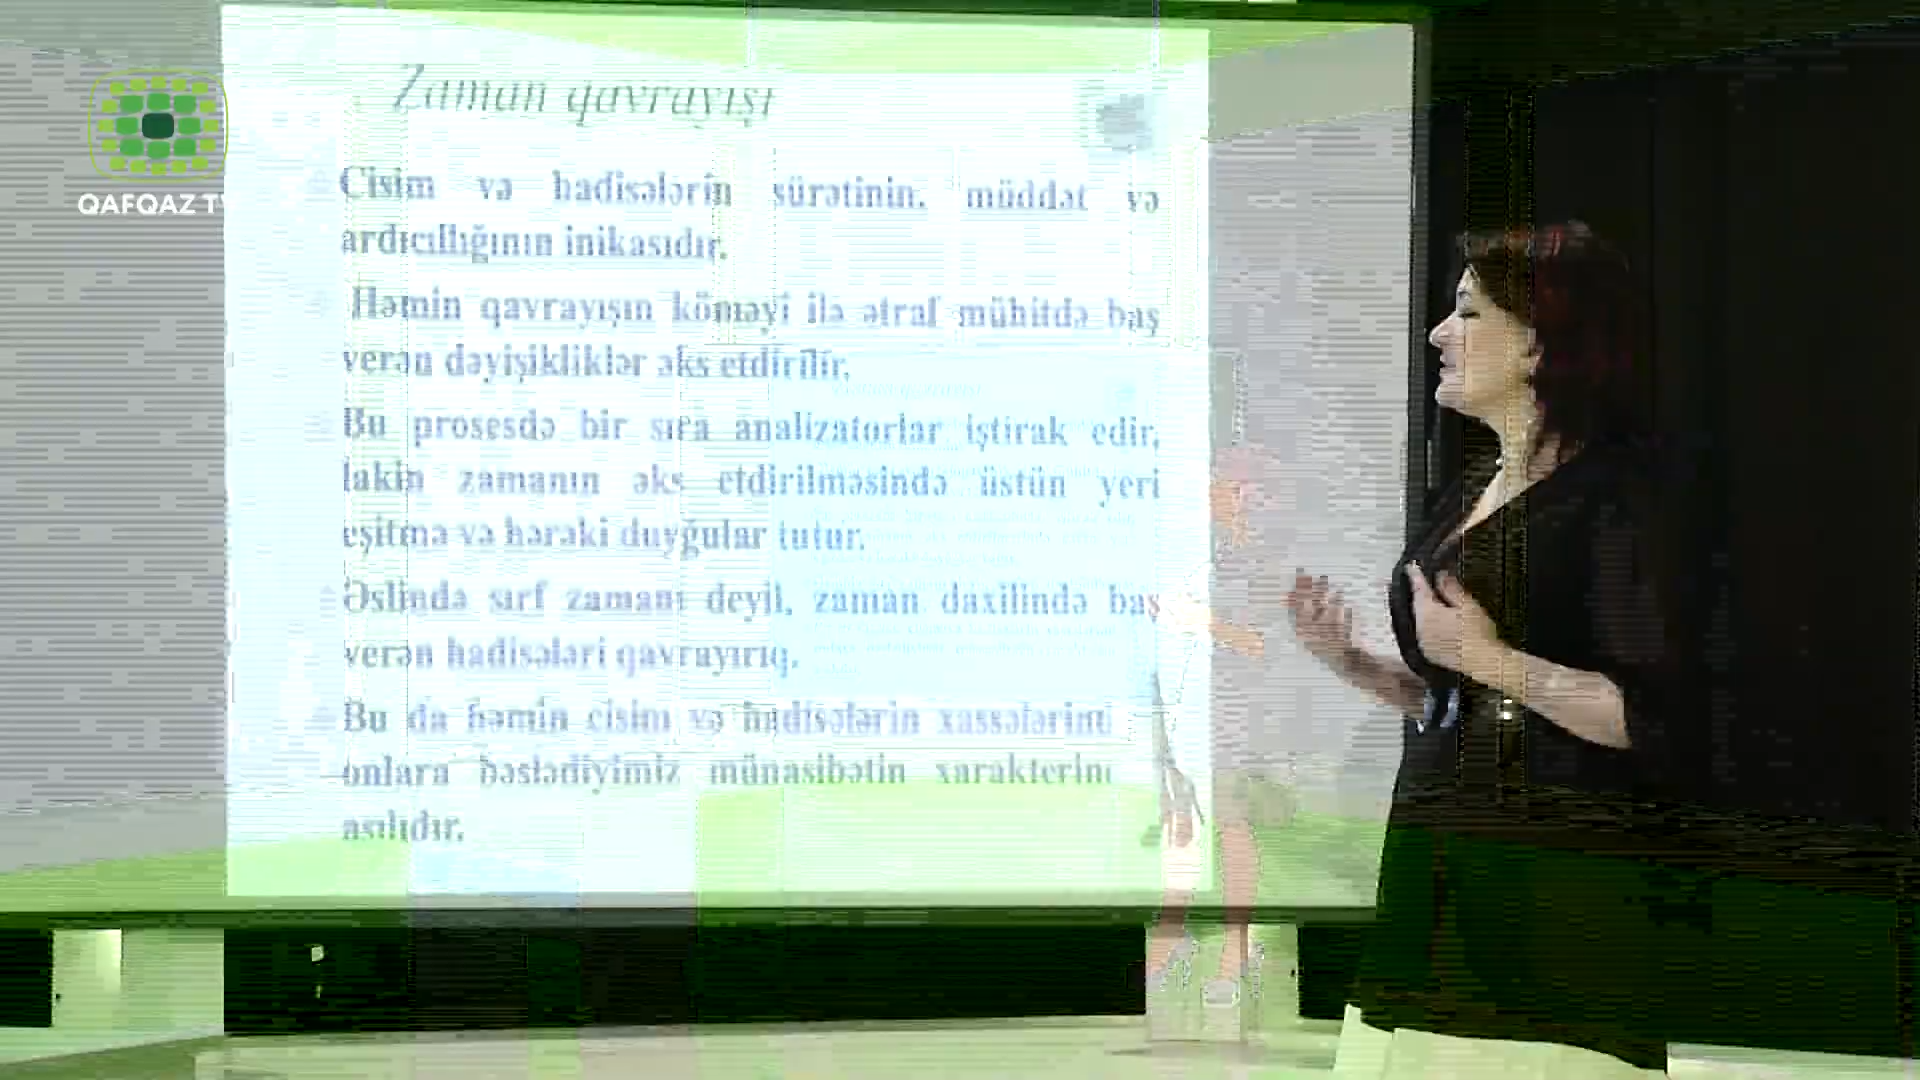 QAFQAZ TV
Zaman qavrayışı
Cisim və hadisələrin sürətinin, müddət və
ardıcıllığının inikasıdır.
Həmin qavrayışın köməyi ilə ətraf mühitdə baş
verən dəyişikliklər əks etdirilir.
Bu prosesdə bir sıra analizatorlar iştirak edir,
lakin zamanın əks etdirilməsində üstün yeri
eşitmə və hərəki duyğular tutur.
Əslində sırf zamanı deyil, zaman daxilində baş
verən hadisələri qavrayırıq.
Bu da həmin cisim və hadisələrin
onlara bəslədiyimiz münasibətin
asılıdır.